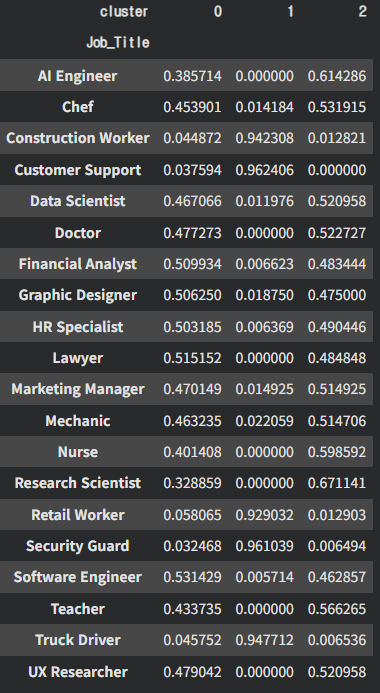 cluster 0 1 2
Job_Title
AI Engineer 0.385714 0.000000 0.614286
Chef 0.453901 0.014184 0.531915
Construction Worker 0.044872 0.942308 0.012821
Customer Support 0.037594 0.962406 0.000000
Data Scientist 0.467066 0.011976 0.520958
Doctor 0.477273 0.000000 0.522727
Financial Analyst 0.509934 0.006623 0.483444
Graphic Designer 0.506250 0.018750 0.475000
HR Specialist 0.503185 0.006369 0.490446
Lawyer 0.515152 0.000000 0.484848
Marketing Manager 0.470149 0.014925 0.514925
Mechanic 0.463235 0.022059 0.514706
Nurse 0.401408 0.000000 0.598592
Research Scientist 0.328859 0.000000 0.671141
Retail Worker 0.058065 0.929032 0.012903
Security Guard 0.032468 0.961039 0.006494
Software Engineer 0.531429 0.005714 0.462857
Teacher 0.433735 0.000000 0.566265
Truck Driver 0.045752 0.947712 0.006536
UX Researcher 0.479042 0.000000 0.520958